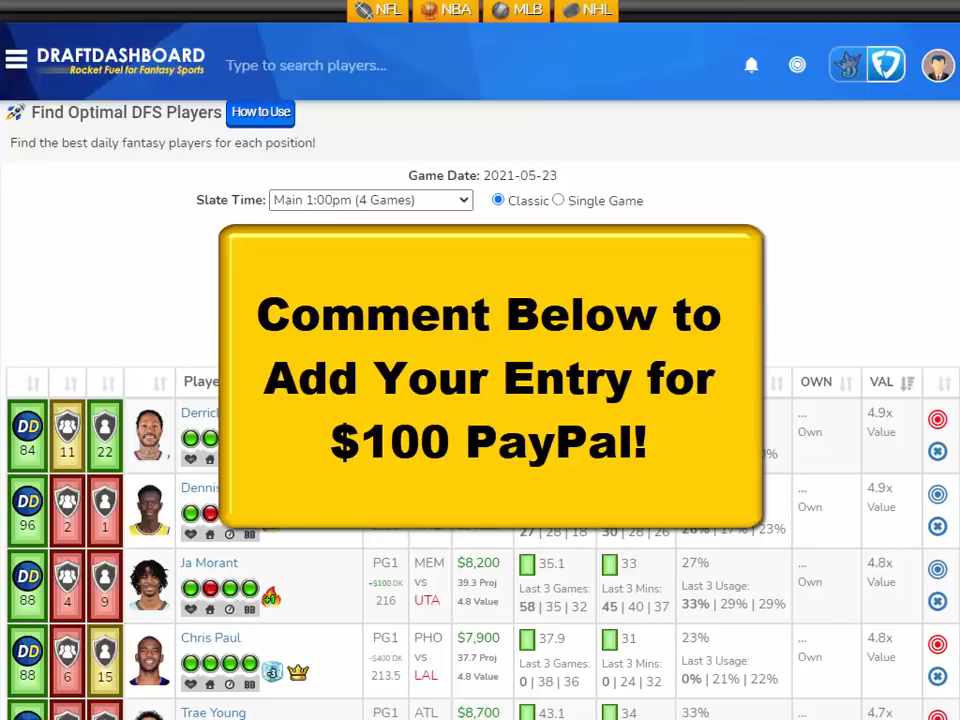 NFL NBA MLB NHL
DRAFTDASHBOARD
Rocket Fuel for Fantasy Sports
Type to search players...
Find Optimal DFS Players How to Use
Find the best daily fantasy players for each position!
Game Date: 2021-05-23
Slate Time: Main 1:00pm (4 Games) Classic Single Game
Comment Below to
Add Your Entry for
$100 PayPal!
Playe OWN VAL
DD 84 11 22 Derric ... Own 4.9x Value
BB
DD 96 2 1 Dennis ... Own 4.9x Value
BB 27 | 28 | 18 30 | 28 | 26 26% | 17% | 23%
Ja Morant PG1 MEM $8,200 35.1 33 27% ... 4.8x
DD 88 4 9 +1 +$100 DK VS 39.3 Proj Last 3 Games: Last 3 Mins: Last 3 Usage: Own Value
BB 216 UTA 4.8 Value 58 | 35 | 32 45 | 40 | 37 33% | 29% | 29%
Chris Paul PG1 PHO $7,900 37.9 31 23% ... 4.8x
DD 88 6 15 -$400 DK VS 37.7 Proj Last 3 Games: Last 3 Mins: Last 3 Usage: Own Value
BB 213.5 LAL 4.8 Value 0 | 38 | 36 0 | 24 | 32 0% | 21% | 22%
Trae Young PG1 ATL $8,700 43.1 34 33% ... 4.7x